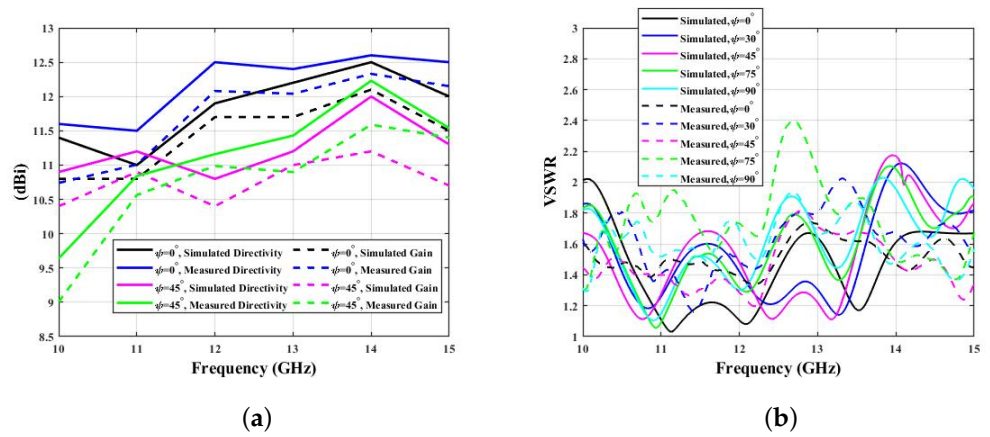 13
12.5
12
11.5
11
10.5
10
9.5
9
8.5
(dBi)
ψ=0°, Simulated Directivity
ψ=0°, Simulated Gain
ψ=0°, Measured Directivity
ψ=0°, Measured Gain
ψ=45°, Simulated Directivity
ψ=45°, Simulated Gain
ψ=45°, Measured Directivity
ψ=45°, Measured Gain
10 11 12 13 14 15
Frequency (GHz)
(a)
3
2.8
2.6
2.4
2.2
2
1.8
1.6
1.4
1.2
1
VSWR
Simulated,ψ=0°
Simulated,ψ=30°
Simulated,ψ=45°
Simulated,ψ=75°
Simulated,ψ=90°
Measured,ψ=0°
Measured,ψ=30°
Measured,ψ=45°
Measured,ψ=75°
Measured,ψ=90°
10 11 12 13 14 15
Frequency (GHz)
(b)